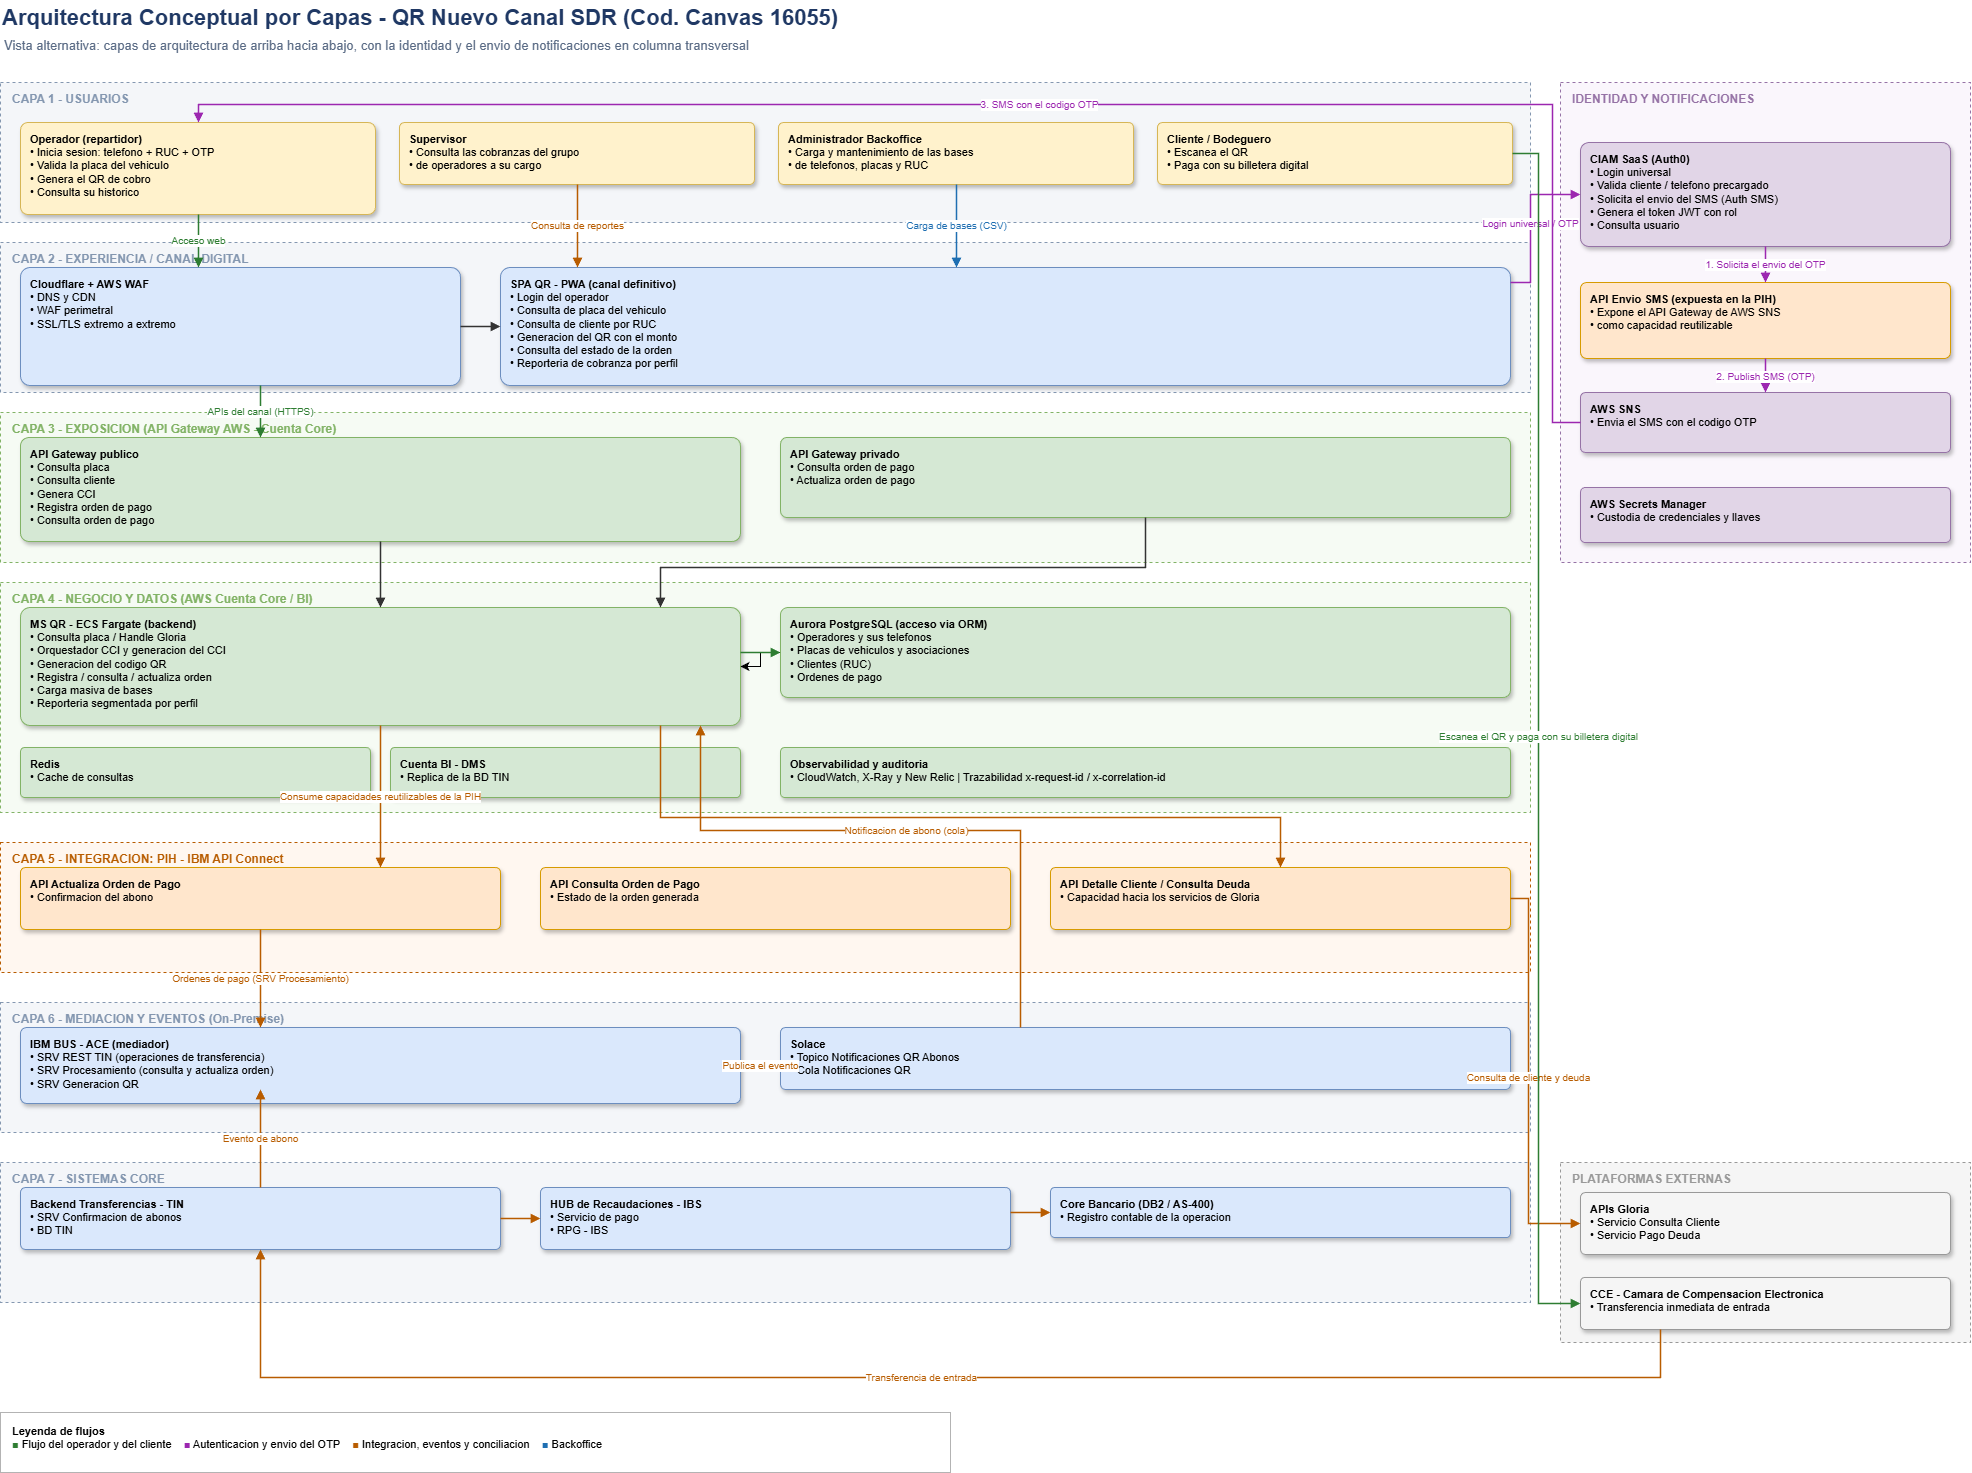 Arquitectura Conceptual por Capas - QR Nuevo Canal SDR (Cod. Canvas 16055)
Vista alternativa: capas de arquitectura de arriba hacia abajo, con la identidad y el envio de notificaciones en columna transversal
CAPA 1 - USUARIOS
3. SMS con el codigo OTP
Operador (repartidor)
• Inicia sesion: telefono + RUC + OTP
• Valida la placa del vehiculo
• Genera el QR de cobro
• Consulta su historico
Supervisor
• Consulta las cobranzas del grupo
• de operadores a su cargo
Administrador Backoffice
• Carga y mantenimiento de las bases
• de telefonos, placas y RUC
Cliente / Bodeguero
• Escanea el QR
• Paga con su billetera digital
IDENTIDAD Y NOTIFICACIONES
CIAM SaaS (Auth0)
• Login universal
• Valida cliente / telefono precargado
• Solicita el envio del SMS (Auth SMS)
• Genera el token JWT con rol
• Consulta usuario
Acceso web
Consulta de reportes
Carga de bases (CSV)
Login universal / OTP
1. Solicita el envio del OTP
API Envio SMS (expuesta en la PIH)
• Expone el API Gateway de AWS SNS
• como capacidad reutilizable
2. Publish SMS (OTP)
AWS SNS
• Envia el SMS con el codigo OTP
AWS Secrets Manager
• Custodia de credenciales y llaves
CAPA 2 - EXPERIENCIA / CANAL DIGITAL
Cloudflare + AWS WAF
• DNS y CDN
• WAF perimetral
• SSL/TLS extremo a extremo
SPA QR - PWA (canal definitivo)
• Login del operador
• Consulta de placa del vehiculo
• Consulta de cliente por RUC
• Generacion del QR con el monto
• Consulta del estado de la orden
• Reporteria de cobranza por perfil
APIs del canal (HTTPS)
CAPA 3 - EXPOSICION (API Gateway AWS - Cuenta Core)
API Gateway publico
• Consulta placa
• Consulta cliente
• Genera CCI
• Registra orden de pago
• Consulta orden de pago
API Gateway privado
• Consulta orden de pago
• Actualiza orden de pago
CAPA 4 - NEGOCIO Y DATOS (AWS Cuenta Core / BI)
MS QR - ECS Fargate (backend)
• Consulta placa / Handle Gloria
• Orquestador CCI y generacion del CCI
• Generacion del codigo QR
• Registra / consulta / actualiza orden
• Carga masiva de bases
• Reporteria segmentada por perfil
Aurora PostgreSQL (acceso via ORM)
• Operadores y sus telefonos
• Placas de vehiculos y asociaciones
• Clientes (RUC)
• Ordenes de pago
Escanea el QR y paga con su billetera digital
Redis
• Cache de consultas
Cuenta BI - DMS
• Replica de la BD TIN
Observabilidad y auditoria
• CloudWatch, X-Ray y New Relic | Trazabilidad x-request-id / x-correlation-id
Consume capacidades reutilizables de la PIH
Notificacion de abono (cola)
CAPA 5 - INTEGRACION: PIH - IBM API Connect
API Actualiza Orden de Pago
• Confirmacion del abono
API Consulta Orden de Pago
• Estado de la orden generada
API Detalle Cliente / Consulta Deuda
• Capacidad hacia los servicios de Gloria
Ordenes de pago (SRV Procesamiento)
CAPA 6 - MEDIACION Y EVENTOS (On-Premise)
IBM BUS - ACE (mediador)
• SRV REST TIN (operaciones de transferencia)
• SRV Procesamiento (consulta y actualiza orden)
• SRV Generacion QR
Publica el evento
Solace
• Topico Notificaciones QR Abonos
• Cola Notificaciones QR
Consulta de cliente y deuda
Evento de abono
CAPA 7 - SISTEMAS CORE
Backend Transferencias - TIN
• SRV Confirmacion de abonos
• BD TIN
HUB de Recaudaciones - IBS
• Servicio de pago
• RPG - IBS
Core Bancario (DB2 / AS-400)
• Registro contable de la operacion
PLATAFORMAS EXTERNAS
APIs Gloria
• Servicio Consulta Cliente
• Servicio Pago Deuda
CCE - Camara de Compensacion Electronica
• Transferencia inmediata de entrada
Transferencia de entrada
Leyenda de flujos
■ Flujo del operador y del cliente ■ Autenticacion y envio del OTP ■ Integracion, eventos y conciliacion ■ Backoffice